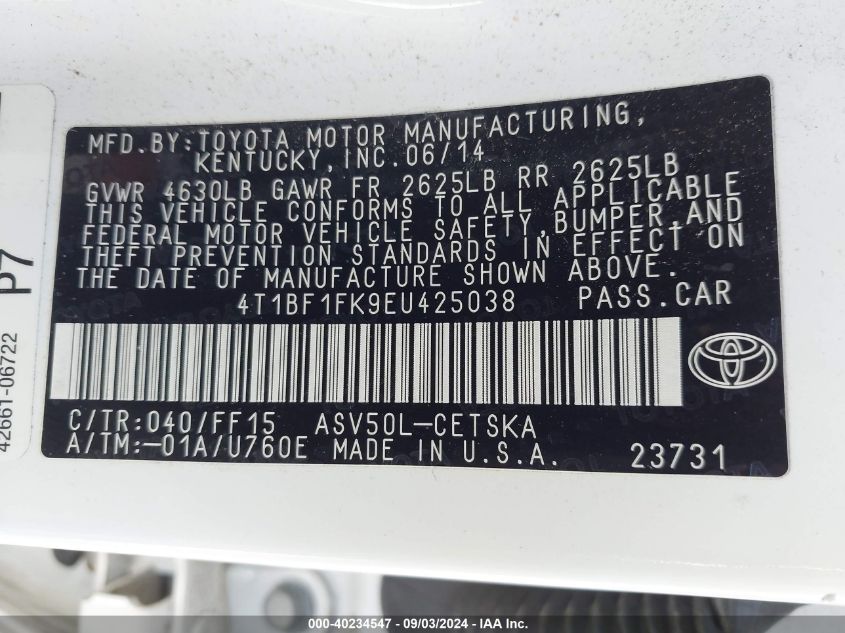 MFD.BY:TOYOTA MOTOR MANUFACTURING,
KENTUCKY,INC.06/14
GVWR 4630LB GAWR FR 2625LB RR 2625LB
THIS VEHICLE CONFORMS TO ALL APPLICABLE
FEDERAL MOTOR VEHICLE SAFETY,BUMPER,AND
THEFT PREVENTION STANDARDS IN EFFECT ON
THE DATE OF MANUFACTURE SHOWN ABOVE.
4T1BF1FK9EU425038 PASS.CAR
C/TR:040/FF15 ASV50L-CETSKA
A/TM:-01A/U760E MADE IN U.S.A. 23731
P7
42661-06722
000-40234547 - 09/03/2024 - IAA Inc.